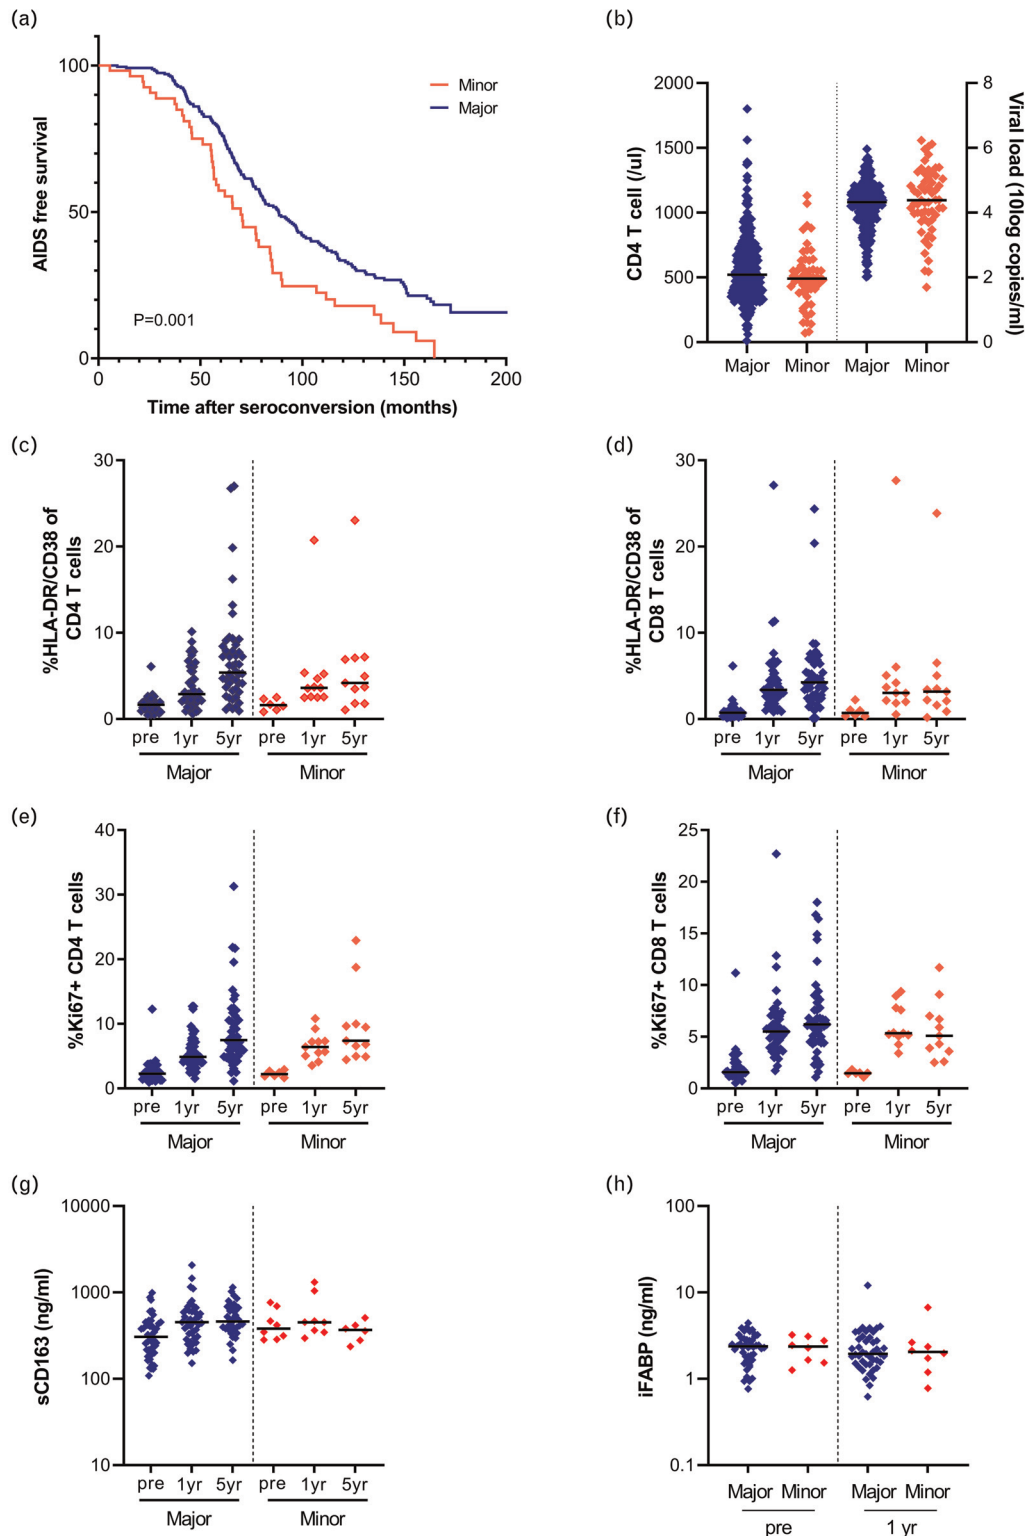 (a)
AIDS free survival
100
50
0
0 50 100 150 200
Time after seroconversion (months)
Minor
Major
P=0.001
(b)
CD4 T cell (/ul)
2000
1500
1000
500
0
8
6
4
2
0
Viral load (10log copies/ml)
Major Minor Major Minor
(c)
%HLA-DR/CD38 of
CD4 T cells
30
20
10
0
pre 1yr 5yr pre 1yr 5yr
Major Minor
(d)
%HLA-DR/CD38 of
CD8 T cells
30
20
10
0
pre 1yr 5yr pre 1yr 5yr
Major Minor
(e)
%Ki67+ CD4 T cells
40
30
20
10
0
pre 1yr 5yr pre 1yr 5yr
Major Minor
(f)
%Ki67+ CD8 T cells
25
20
15
10
5
0
pre 1yr 5yr pre 1yr 5yr
Major Minor
(g)
sCD163 (ng/ml)
10000
1000
100
10
pre 1yr 5yr pre 1yr 5yr
Major Minor
(h)
iFABP (ng/ml)
100
10
1
0.1
Major Minor Major Minor
pre 1 yr